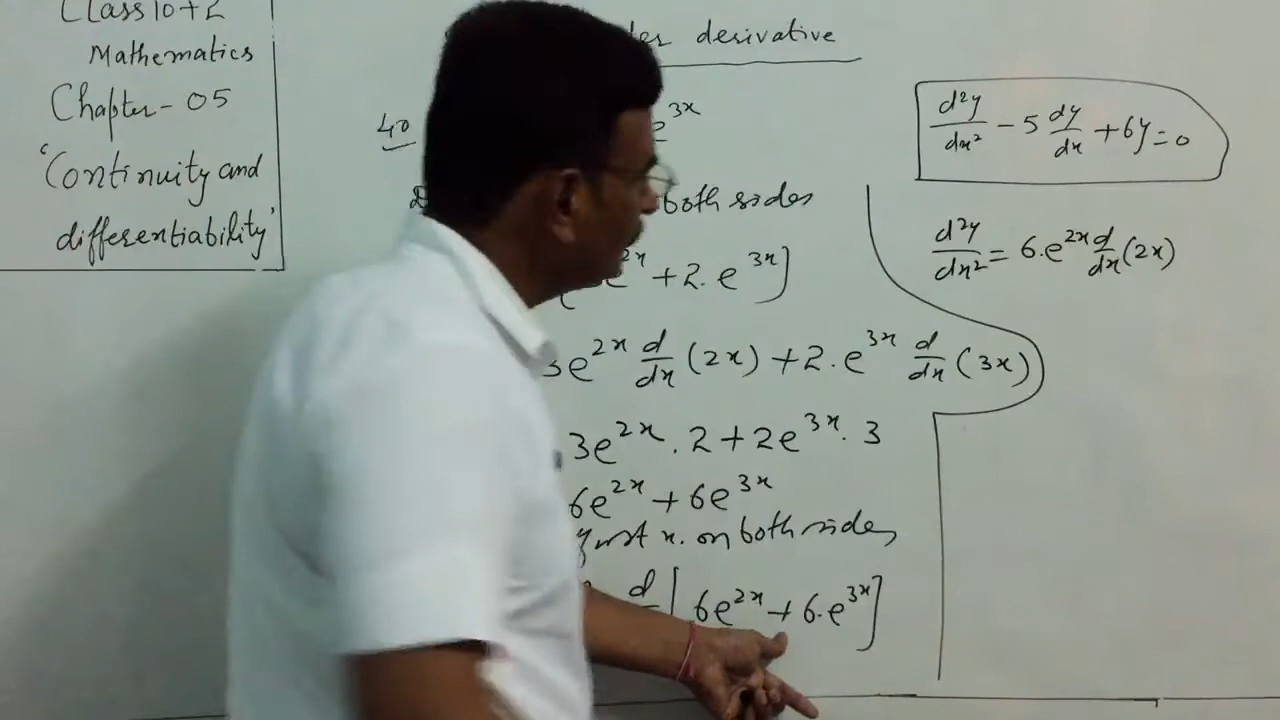 Class 10+2
Mathematics
Chapter - 05
'Continuity and
differentiability'
derivative
40
3x
both sides
2x + 2. e^{3x}]
3e^{2x} d/dx (2x) + 2. e^{3x} d/dx (3x)
3e^{2x} . 2 + 2e^{3x} . 3
6e^{2x} + 6e^{3x}
x. on both sides
d [6e^{2x} + 6.e^{3x}]
d²y/dx² - 5 dy/dx + 6y = 0
d²y/dx² = 6.e^{2x} d/dx (2x)